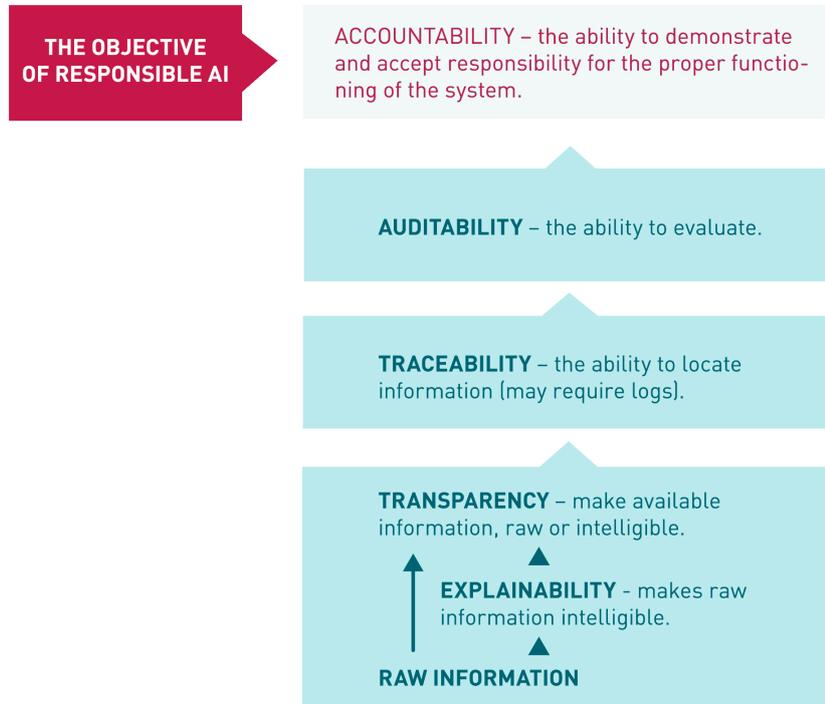 THE OBJECTIVE
OF RESPONSIBLE AI
ACCOUNTABILITY – the ability to demonstrate
and accept responsibility for the proper functio-
ning of the system.
AUDITABILITY – the ability to evaluate.
TRACEABILITY – the ability to locate
information (may require logs).
TRANSPARENCY – make available
information, raw or intelligible.
EXPLAINABILITY - makes raw
information intelligible.
RAW INFORMATION